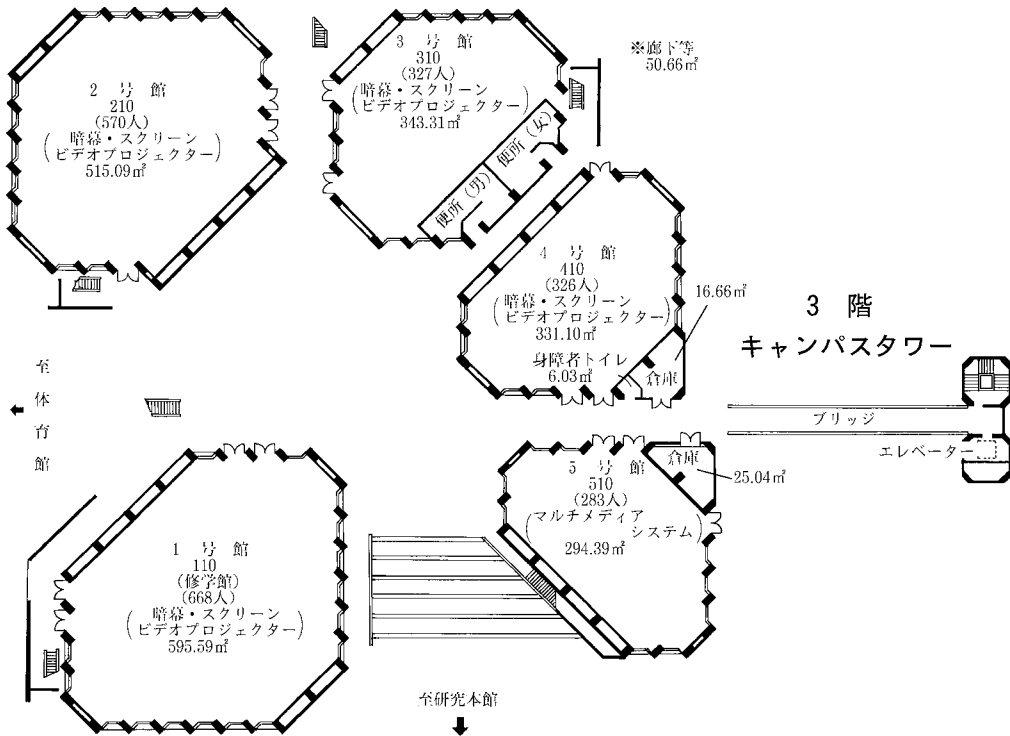 2 号 館
210
(570人)
(暗幕・スクリーン
ビデオプロジェクター)
515.09㎡
3 号 館
310
(327人)
(暗幕・スクリーン
ビデオプロジェクター)
343.31㎡
便所(女)
便所(男)
※廊下等
50.66㎡
4 号 館
410
(326人)
(暗幕・スクリーン
ビデオプロジェクター)
331.10㎡
身障者トイレ
6.03㎡
倉庫
16.66㎡
3 階
キャンパスタワー
ブリッジ
エレベーター
至体育館
1 号 館
110
(修学館)
(668人)
(暗幕・スクリーン
ビデオプロジェクター)
595.59㎡
5 号 館
510
(283人)
(マルチメディア
システム)
294.39㎡
倉庫
25.04㎡
至研究本館